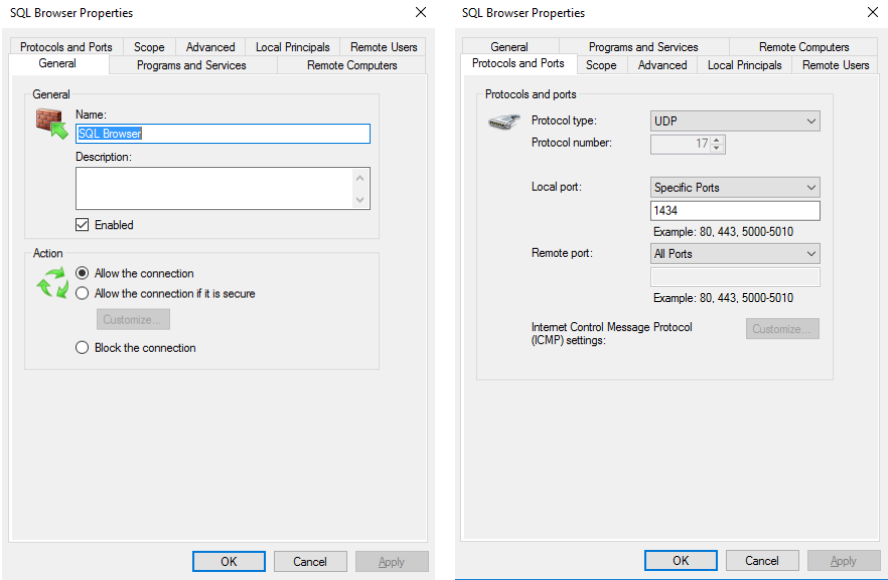 SQL Browser Properties
Protocols and Ports Scope Advanced Local Principals Remote Users
General Programs and Services Remote Computers
General
Name:
SQL Browser
Description:
Enabled
Action
Allow the connection
Allow the connection if it is secure
Customize...
Block the connection
OK Cancel Apply
SQL Browser Properties
General Programs and Services Remote Computers
Protocols and Ports Scope Advanced Local Principals Remote Users
Protocols and ports
Protocol type: UDP
Protocol number: 17
Local port: Specific Ports
1434
Example: 80, 443, 5000-5010
Remote port: All Ports
Example: 80, 443, 5000-5010
Internet Control Message Protocol
(ICMP) settings:
Customize...
OK Cancel Apply